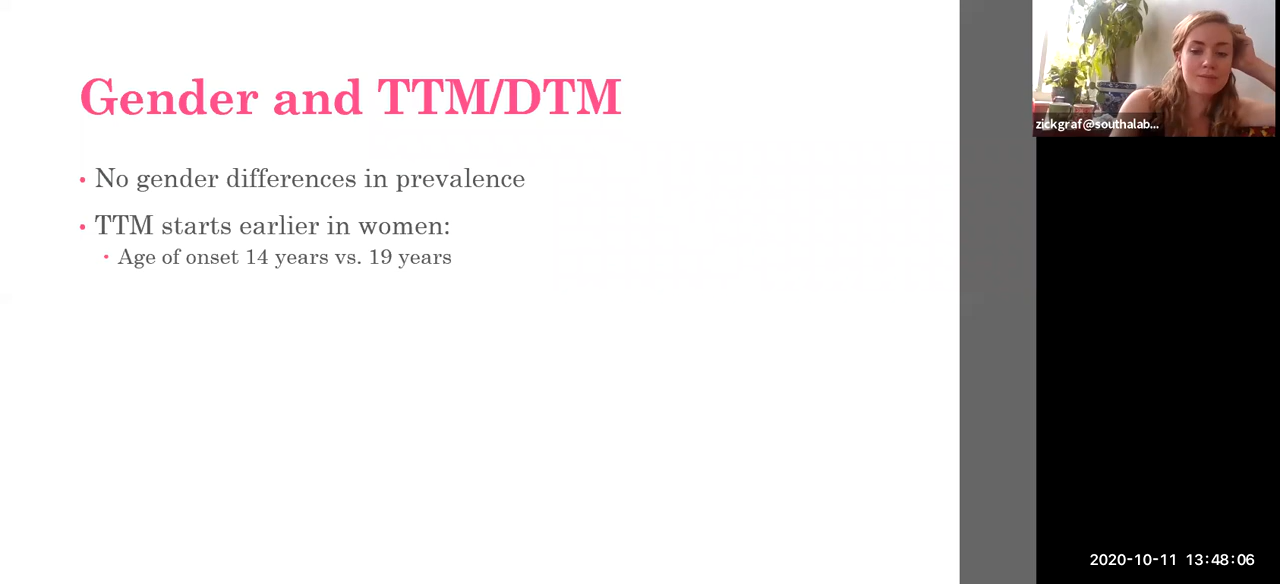 Gender and TTM/DTM
• No gender differences in prevalence
• TTM starts earlier in women:
• Age of onset 14 years vs. 19 years
zickgraf@southalab...
2020-10-11 13:48:06